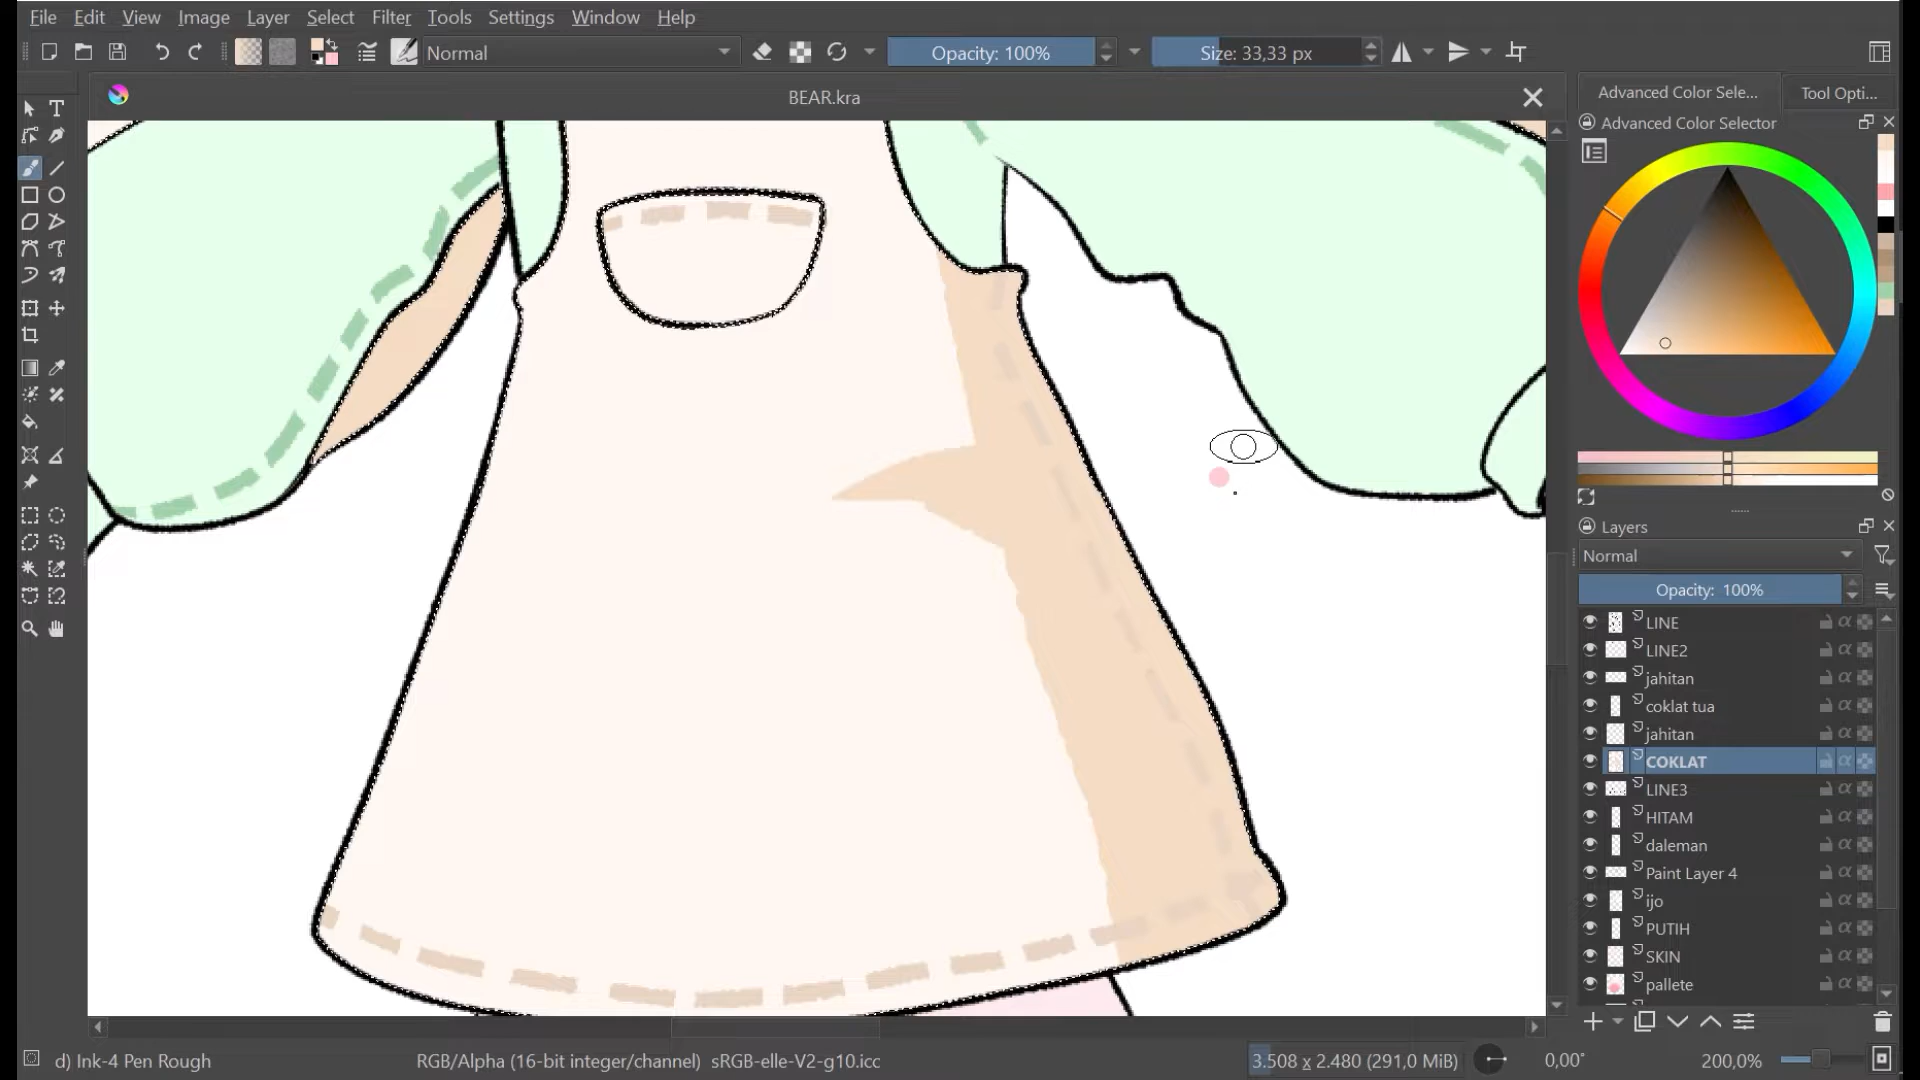 File Edit View Image Layer Select Filter Tools Settings Window Help
Normal
Opacity: 100%
Size: 33,33 px
BEAR.kra
Advanced Color Sele...
Tool Opti...
Advanced Color Selector
Layers
Normal
Opacity: 100%
LINE
LINE2
jahitan
coklat tua
jahitan
COKLAT
LINE3
HITAM
daleman
Paint Layer 4
ijo
PUTIH
SKIN
pallete
d) Ink-4 Pen Rough
RGB/Alpha (16-bit integer/channel) sRGB-elle-V2-g10.icc
3.508 x 2.480 (291,0 MiB)
0,00°
200,0%